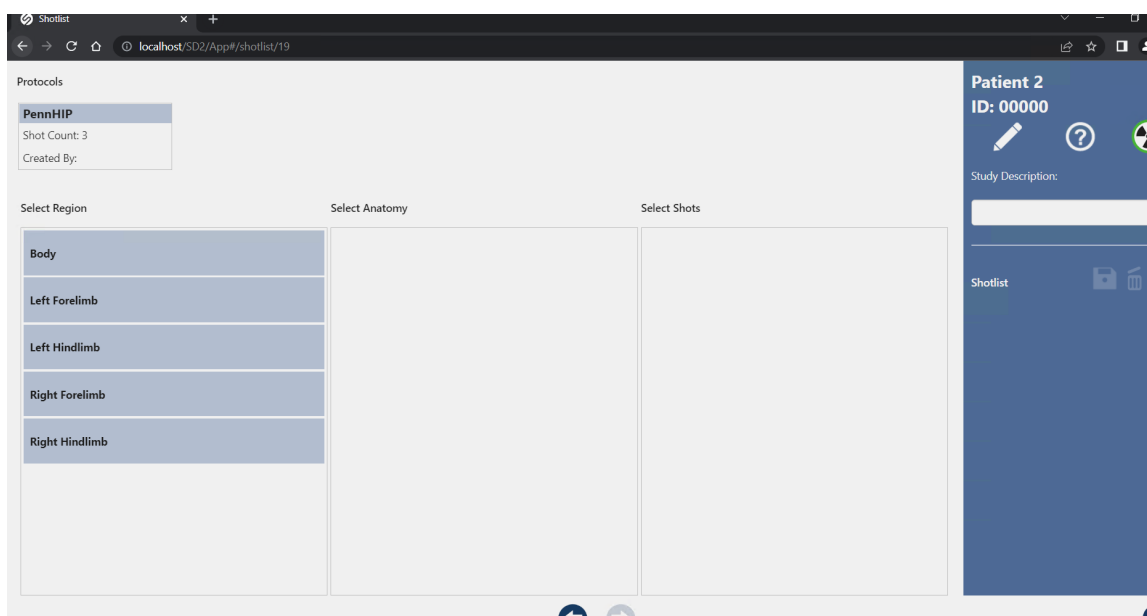 Shotlist
localhost/SD2/App#/shotlist/19
Protocols
PennHIP
Shot Count: 3
Created By:
Select Region
Select Anatomy
Select Shots
Body
Left Forelimb
Left Hindlimb
Right Forelimb
Right Hindlimb
Patient 2
ID: 00000
Study Description:
Shotlist